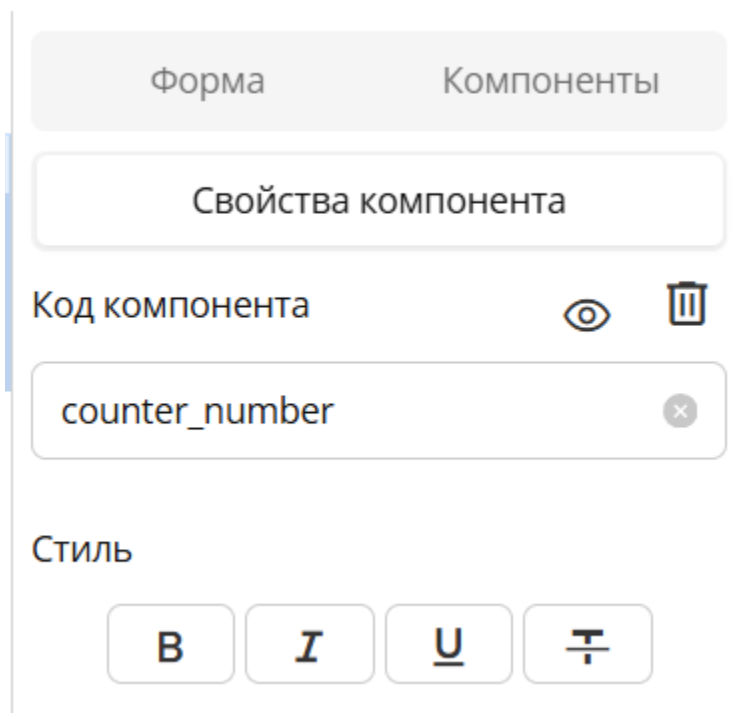 Форма Компоненты
Свойства компонента
Код компонента
counter_number
Стиль
B I U T